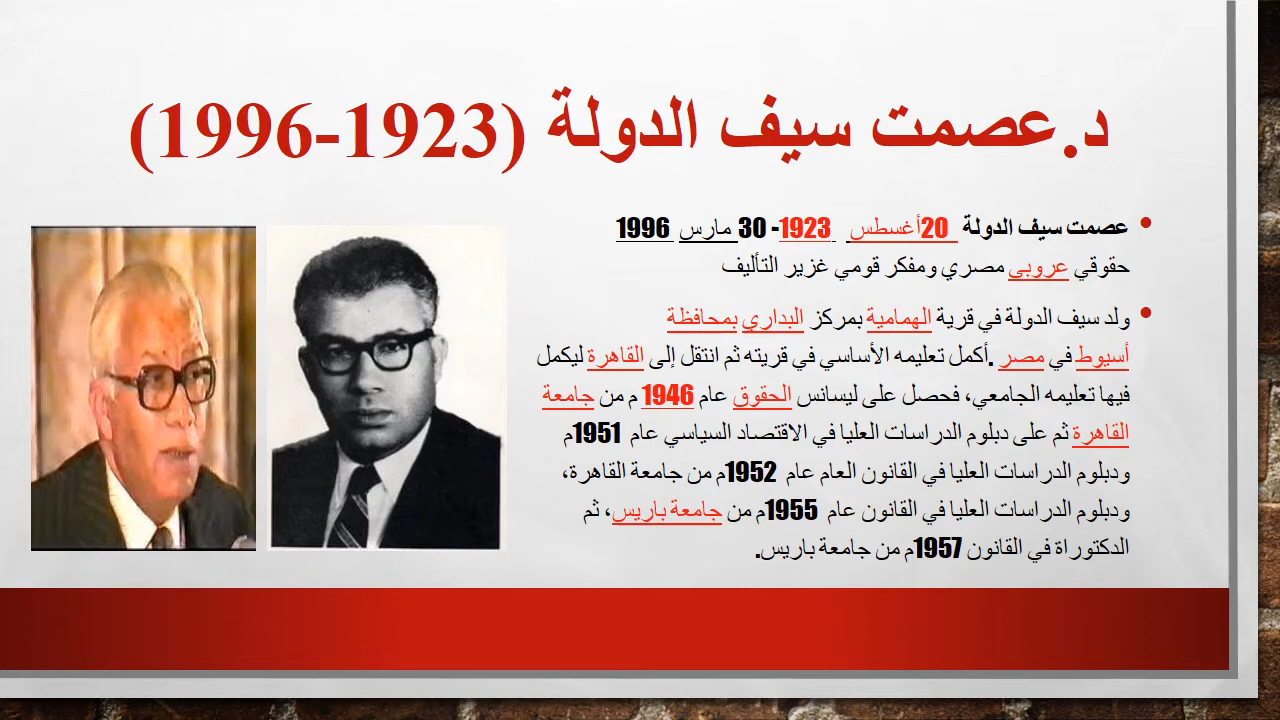 د.عصمت سيف الدولة (1923-1996)
• عصمت سيف الدولة 20أغسطس 1923- 30 مارس 1996
حقوقي عروبي مصري ومفكر قومي غزير التأليف
• ولد سيف الدولة في قرية الهمامية بمركز البداري بمحافظة
أسيوط في مصر .أكمل تعليمه الأساسي في قريته ثم انتقل إلى القاهرة ليكمل
فيها تعليمه الجامعي، فحصل على ليسانس الحقوق عام 1946 م من جامعة
القاهرة ثم على دبلوم الدراسات العليا في الاقتصاد السياسي عام 1951م
ودبلوم الدراسات العليا في القانون العام عام 1952م من جامعة القاهرة،
ودبلوم الدراسات العليا في القانون عام 1955م من جامعة باريس، ثم
الدكتوراة في القانون 1957م من جامعة باريس.